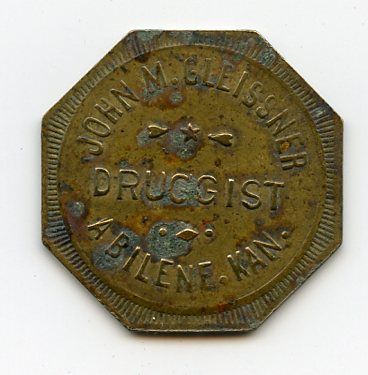 JOHN M. GLEISSNER
DRUGGIST
ABILENE, KAN.